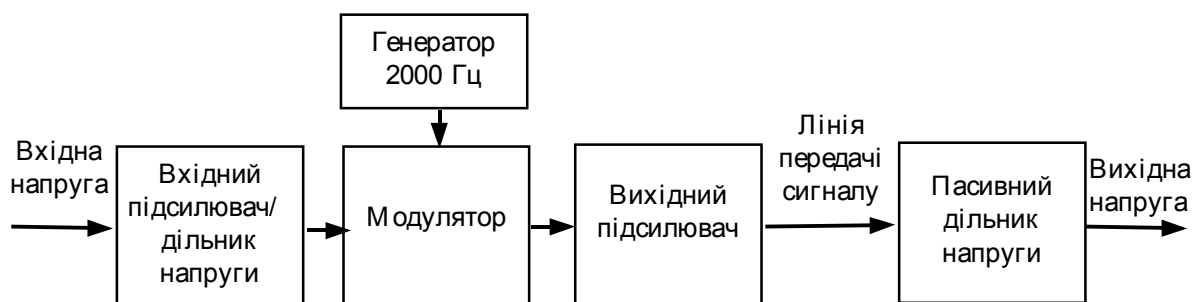 Генератор
2000 Гц
Вхідна
напруга
Вхідний
підсилювач/
дільник
напруги
Модулятор
Вихідний
підсилювач
Лінія
передачі
сигналу
Пасивний
дільник
напруги
Вихідна
напруга